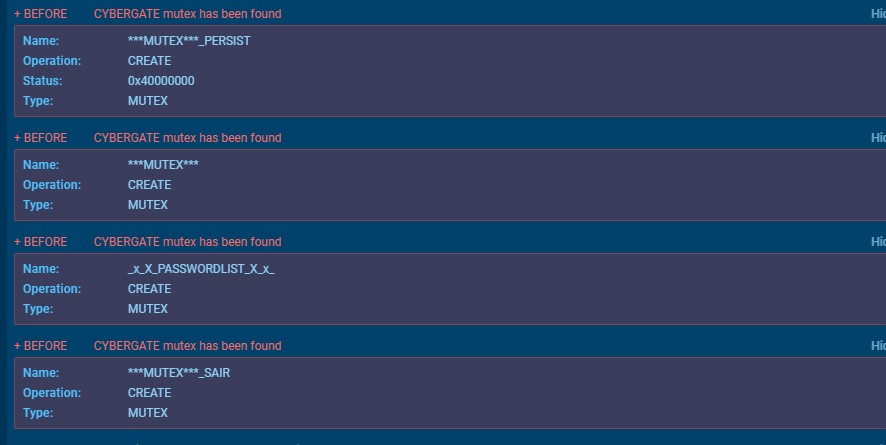 + BEFORE CYBERGATE mutex has been found Hid
Name: ***MUTEX***_PERSIST
Operation: CREATE
Status: 0x40000000
Type: MUTEX
+ BEFORE CYBERGATE mutex has been found Hid
Name: ***MUTEX***
Operation: CREATE
Type: MUTEX
+ BEFORE CYBERGATE mutex has been found Hid
Name: _x_X_PASSWORDLIST_X_x_
Operation: CREATE
Type: MUTEX
+ BEFORE CYBERGATE mutex has been found Hid
Name: ***MUTEX***_SAIR
Operation: CREATE
Type: MUTEX